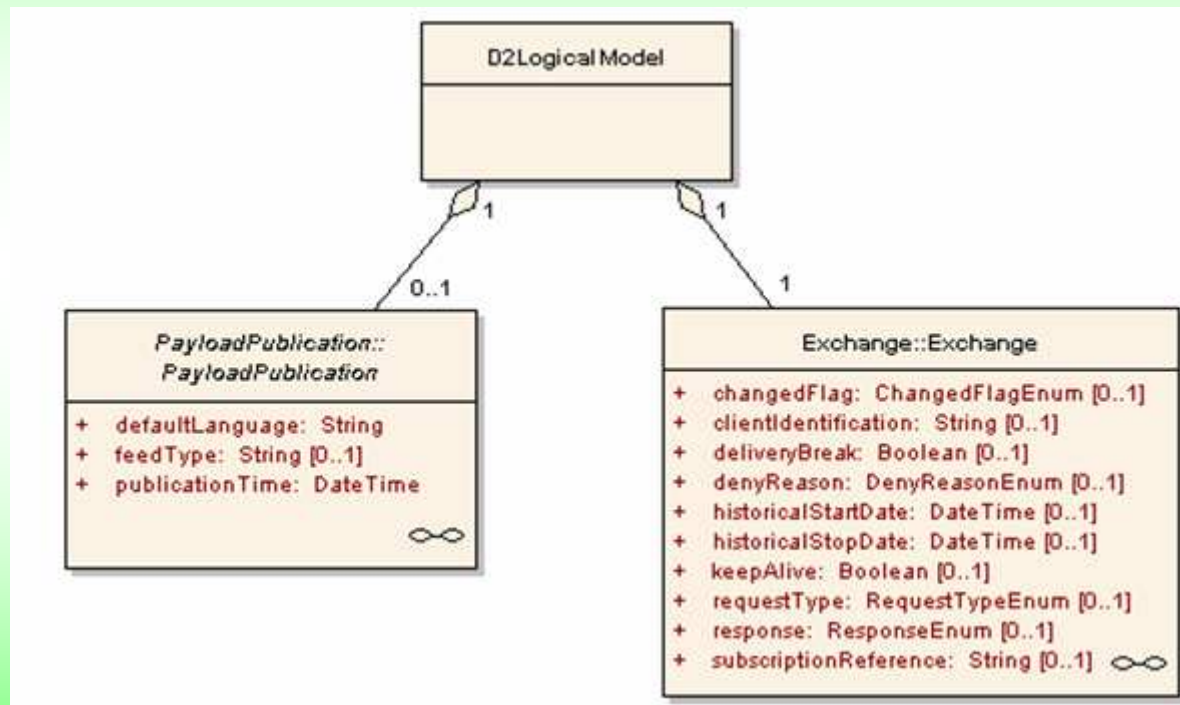 D2LogicalModel
1
1
0..1
1
PayloadPublication::
PayloadPublication
+ defaultLanguage: String
+ feedType: String [0..1]
+ publicationTime: DateTime
Exchange::Exchange
+ changedFlag: ChangedFlagEnum [0..1]
+ clientIdentification: String [0..1]
+ deliveryBreak: Boolean [0..1]
+ denyReason: DenyReasonEnum [0..1]
+ historicalStartDate: DateTime [0..1]
+ historicalStopDate: DateTime [0..1]
+ keepAlive: Boolean [0..1]
+ requestType: RequestTypeEnum [0..1]
+ response: ResponseEnum [0..1]
+ subscriptionReference: String [0..1]